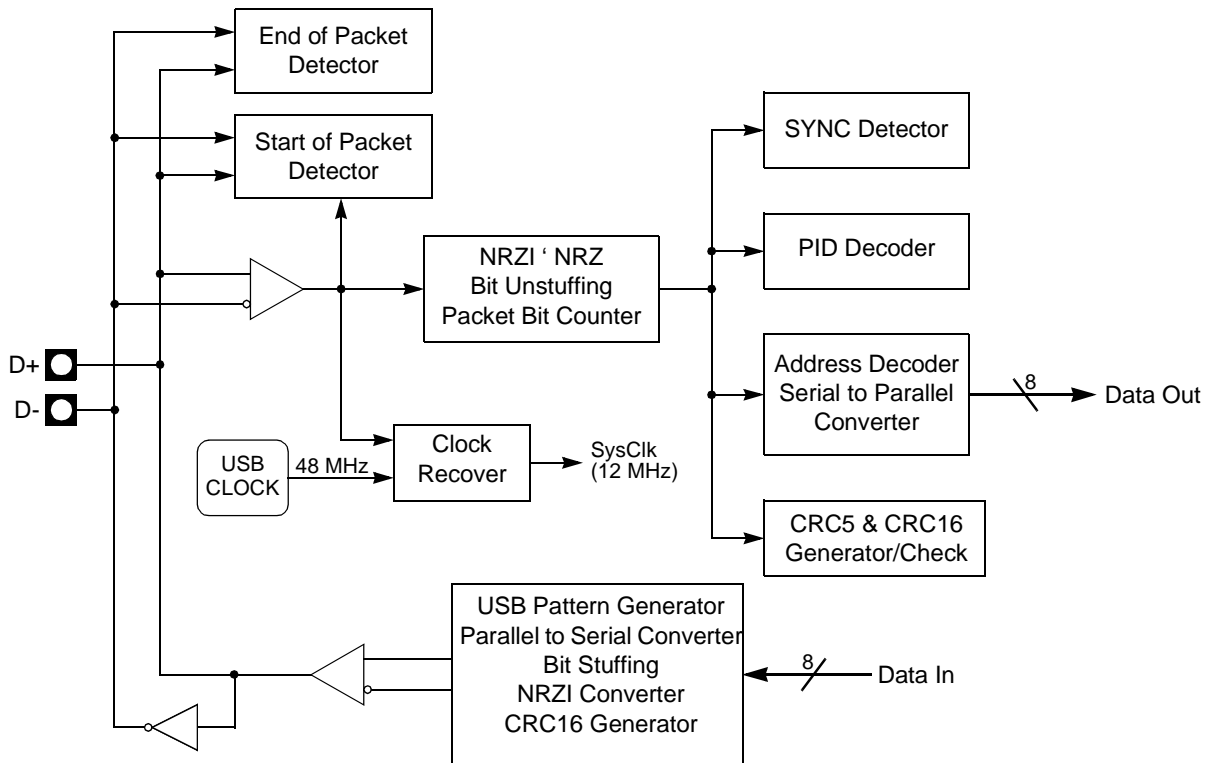 End of Packet
Detector
Start of Packet
Detector
SYNC Detector
NRZI ‘ NRZ
Bit Unstuffing
Packet Bit Counter
PID Decoder
D+
D-
Address Decoder
Serial to Parallel
Converter
8
Data Out
USB
CLOCK
48 MHz
Clock
Recover
SysClk
(12 MHz)
CRC5 & CRC16
Generator/Check
USB Pattern Generator
Parallel to Serial Converter
Bit Stuffing
NRZI Converter
CRC16 Generator
8
Data In